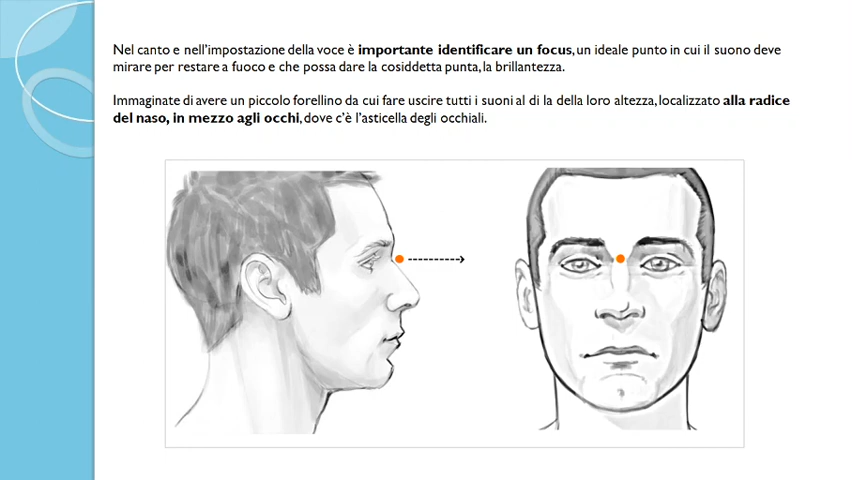 Nel canto e nell'impostazione della voce è importante identificare un focus, un ideale punto in cui il suono deve
mirare per restare a fuoco e che possa dare la cosiddetta punta, la brillantezza.
Immaginate di avere un piccolo forellino da cui fare uscire tutti i suoni al di la della loro altezza, localizzato alla radice
del naso, in mezzo agli occhi, dove c'è l'asticella degli occhiali.